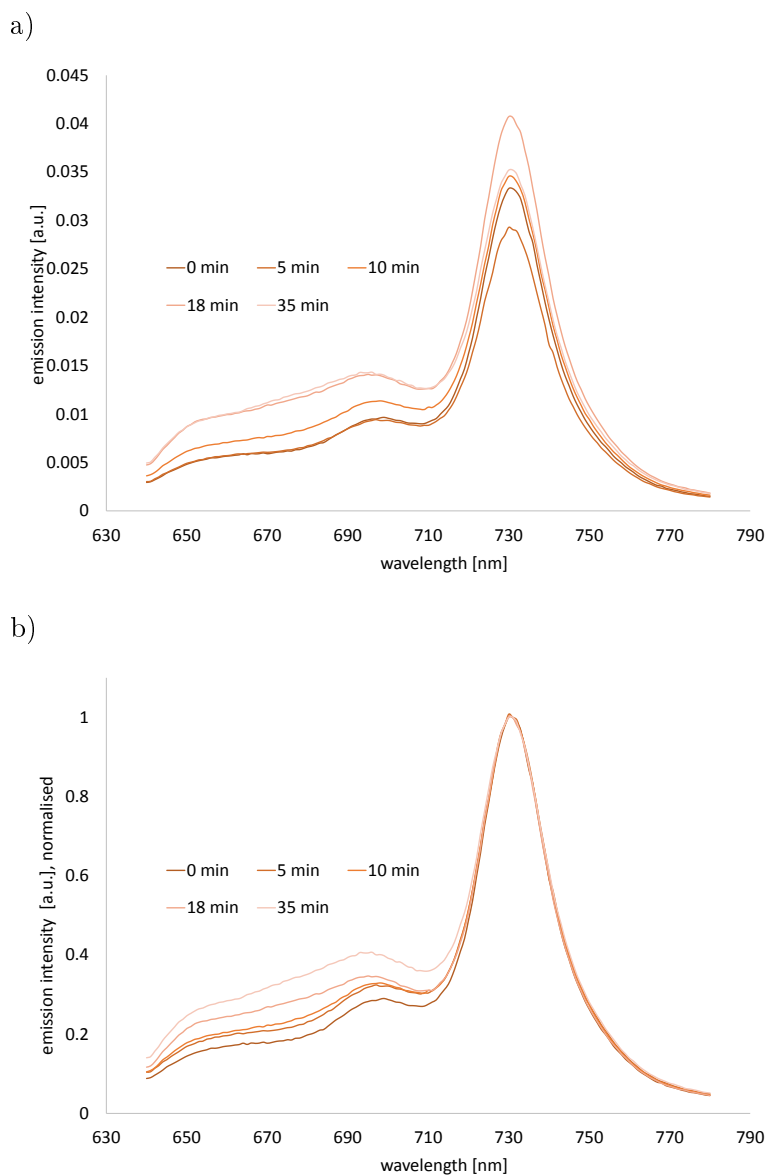 a)
0.045
0.04
0.035
0.03
0.025
0.02
0.015
0.01
0.005
0
emission intensity [a.u.]
0 min 5 min 10 min
18 min 35 min
630 650 670 690 710 730 750 770 790
wavelength [nm]
b)
1
0.8
0.6
0.4
0.2
0
emission intensity [a.u.], normalised
0 min 5 min 10 min
18 min 35 min
630 650 670 690 710 730 750 770 790
wavelength [nm]